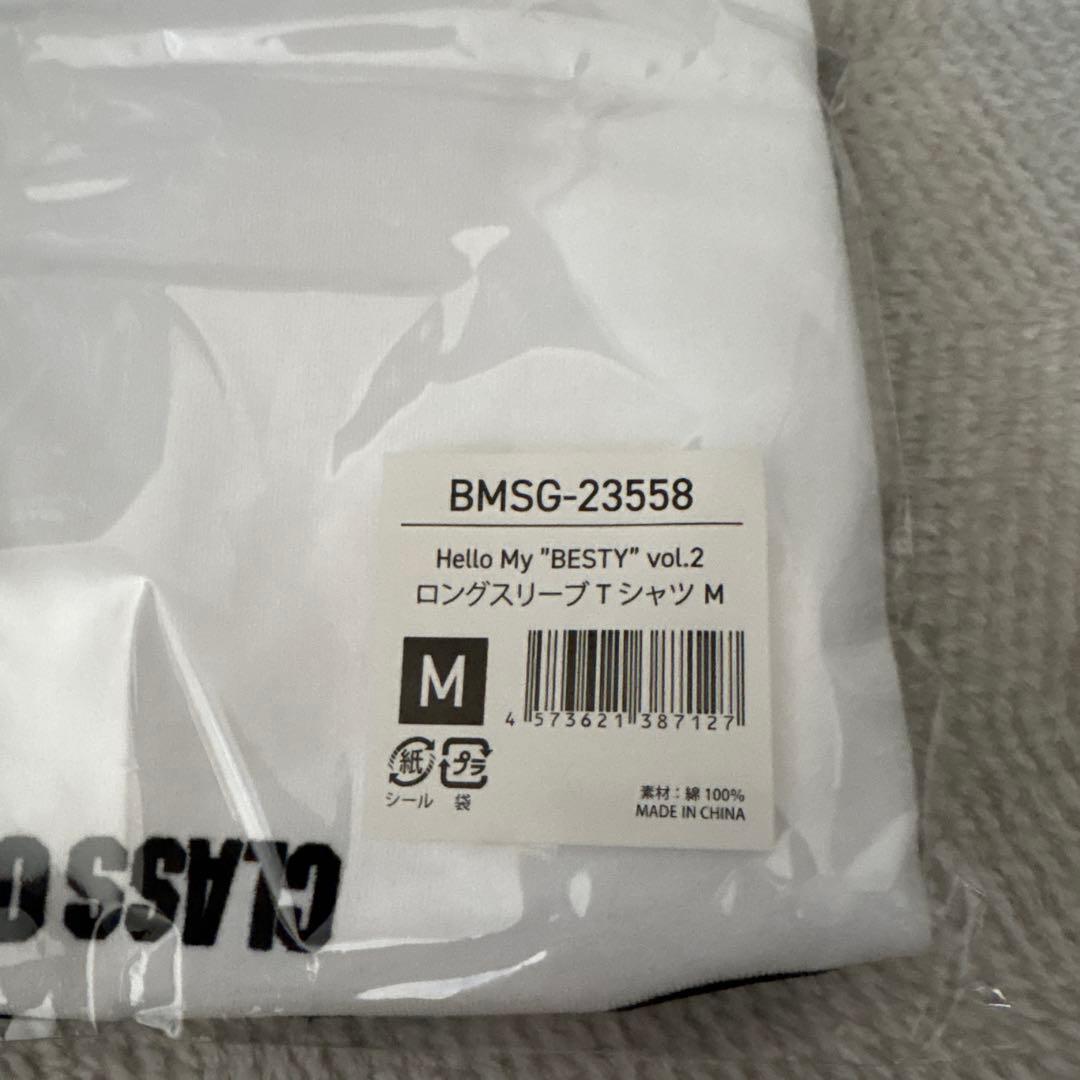 BMSG-23558
Hello My "BESTY" vol.2
ロングスリーブTシャツ M
M
4 573621 387127
紙 プラ
シール 袋
素材：綿 100%
MADE IN CHINA
CLASS